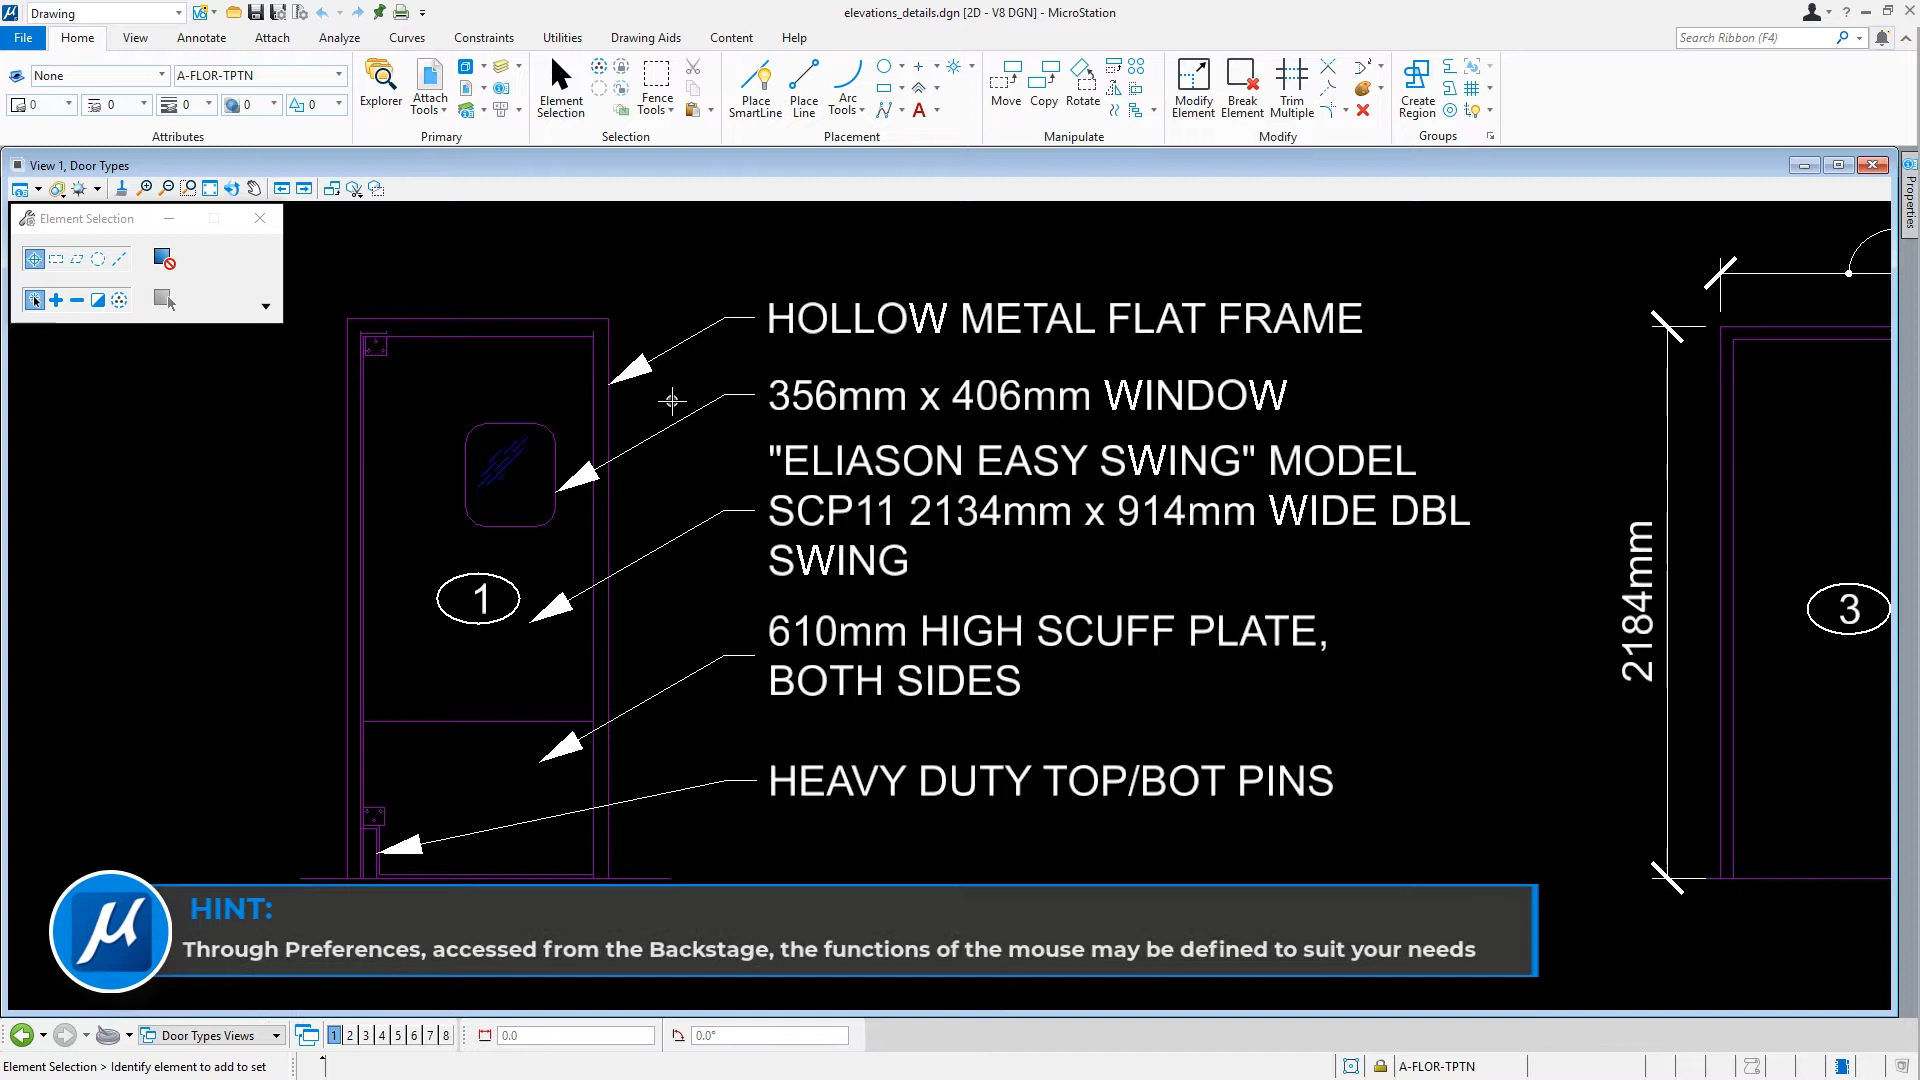 Drawing
elevations_details.dgn [2D - V8 DGN] - MicroStation
File
Home
View
Annotate
Attach
Analyze
Curves
Constraints
Utilities
Drawing Aids
Content
Help
Search Ribbon (F4)
None
A-FLOR-TPTN
0
0
0
0
0
Attributes
Explorer
Attach
Tools
Primary
Element
Selection
Fence
Tools
Selection
Place
SmartLine
Place
Line
Arc
Tools
Placement
Move
Copy
Rotate
Manipulate
Modify
Element
Break
Element
Trim
Multiple
Modify
Create
Region
Groups
View 1, Door Types
Properties
Element Selection
HOLLOW METAL FLAT FRAME
356mm x 406mm WINDOW
"ELIASON EASY SWING" MODEL
SCP11 2134mm x 914mm WIDE DBL
SWING
610mm HIGH SCUFF PLATE,
BOTH SIDES
HEAVY DUTY TOP/BOT PINS
1
2184mm
3
HINT:
Through Preferences, accessed from the Backstage, the functions of the mouse may be defined to suit your needs
Door Types Views
1 2 3 4 5 6 7 8
0.0
0.0°
Element Selection > Identify element to add to set
A-FLOR-TPTN